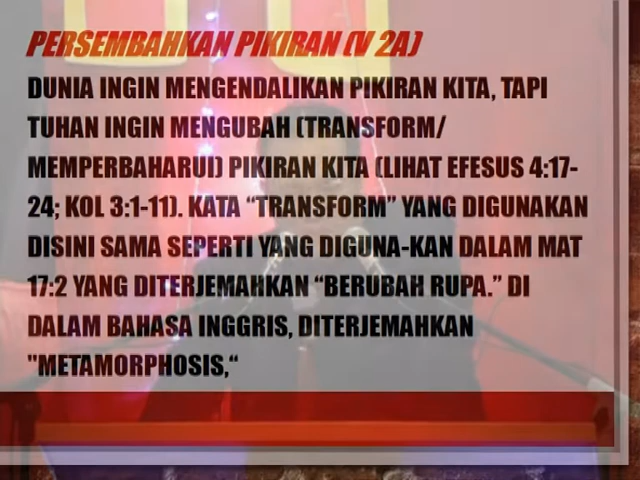 PERSEMBAHKAN PIKIRAN (V 2A)
DUNIA INGIN MENGENDALIKAN PIKIRAN KITA, TAPI
TUHAN INGIN MENGUBAH (TRANSFORM/
MEMPERBAHARUI) PIKIRAN KITA (LIHAT EFESUS 4:17-
24; KOL 3:1-11). KATA “TRANSFORM” YANG DIGUNAKAN
DISINI SAMA SEPERTI YANG DIGUNA-KAN DALAM MAT
17:2 YANG DITERJEMAHKAN “BERUBAH RUPA.” DI
DALAM BAHASA INGGRIS, DITERJEMAHKAN
"METAMORPHOSIS,“